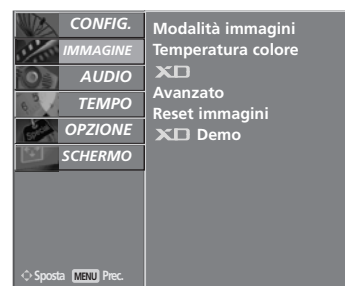 CONFIG.
IMMAGINE
AUDIO
TEMPO
OPZIONE
SCHERMO
Modalità immagini
Temperatura colore
XD
Avanzato
Reset immagini
XD Demo
Sposta MENU Prec.